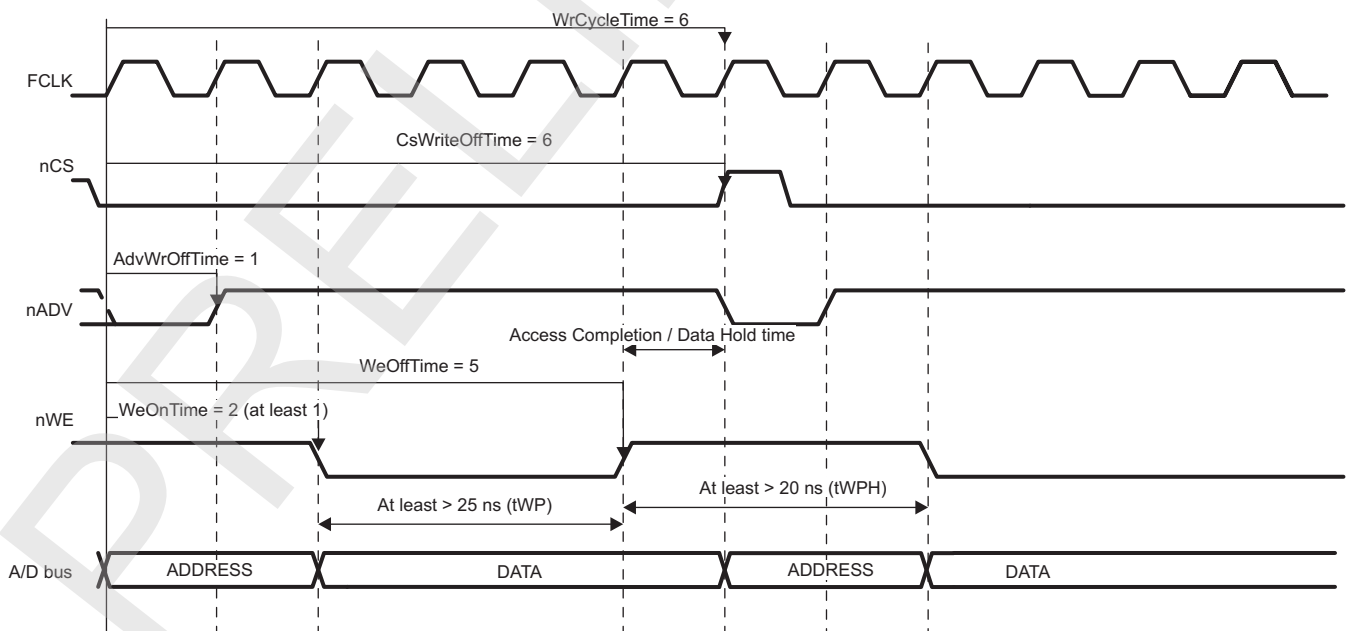 WrCycleTime = 6
FCLK
CsWriteOffTime = 6
nCS
AdvWrOffTime = 1
nADV
Access Completion / Data Hold time
WeOffTime = 5
WeOnTime = 2 (at least 1)
nWE
At least > 25 ns (tWP)
At least > 20 ns (tWPH)
A/D bus
ADDRESS
DATA
ADDRESS
DATA